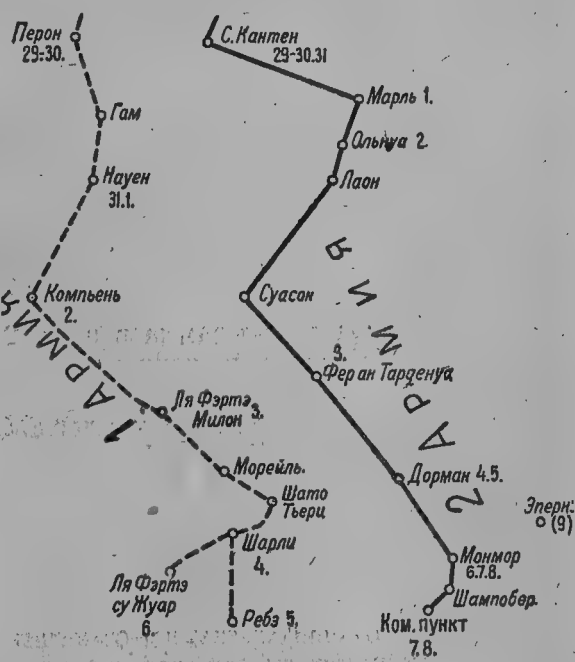 Перон
29-30.
С. Кантен
29-30.31
Марль 1.
Гам
Ольнуа 2.
Лаон
Науен
31.1.
Компьень
2.
Суасон
1 АРМИЯ
2 АРМИЯ
3.
Фер ан Тарденуа
Ля Фэртэ 3.
Милон
Морейль.
Дорман 4.5.
Шато
Тьери
Эперн:
(9)
Шарли
4.
Монмор
6.7.8.
Ля Фэртэ
су Жуар
6.
Шампобер.
Ребэ 5.
Ком. пункт
7.8.